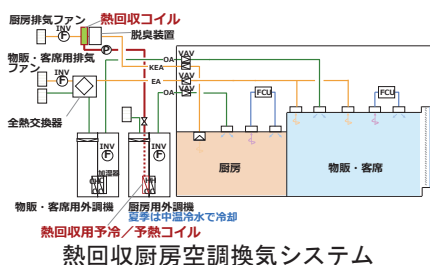 厨房排気ファン
熱回収コイル
INV
F
脱臭装置
P
物販・客席用排気
ファン
INV
F
VAV
OA
KEA
VAV
EA
VAV
OA
FCU
FCU
全熱交換器
INV
F
加湿器
INV
F
厨房
物販・客席
物販・客席用外調機
厨房用外調機
夏季は中温冷水で冷却
熱回収用予冷/予熱コイル
熱回収厨房空調換気システム